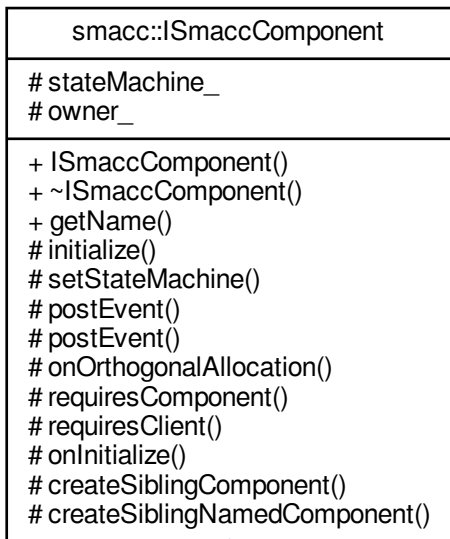 smacc::ISmaccComponent
# stateMachine_
# owner_
+ ISmaccComponent()
+ ~ISmaccComponent()
+ getName()
# initialize()
# setStateMachine()
# postEvent()
# postEvent()
# onOrthogonalAllocation()
# requiresComponent()
# requiresClient()
# onInitialize()
# createSiblingComponent()
# createSiblingNamedComponent()